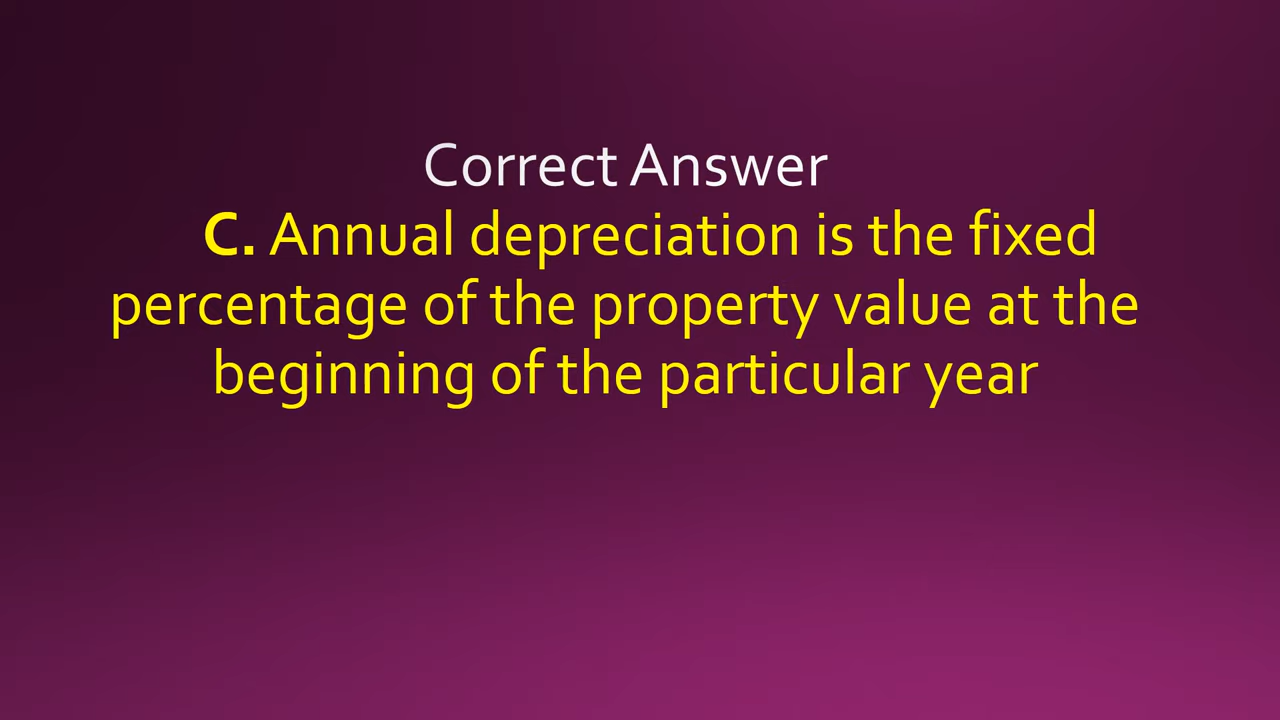 Correct Answer
C. Annual depreciation is the fixed
percentage of the property value at the
beginning of the particular year